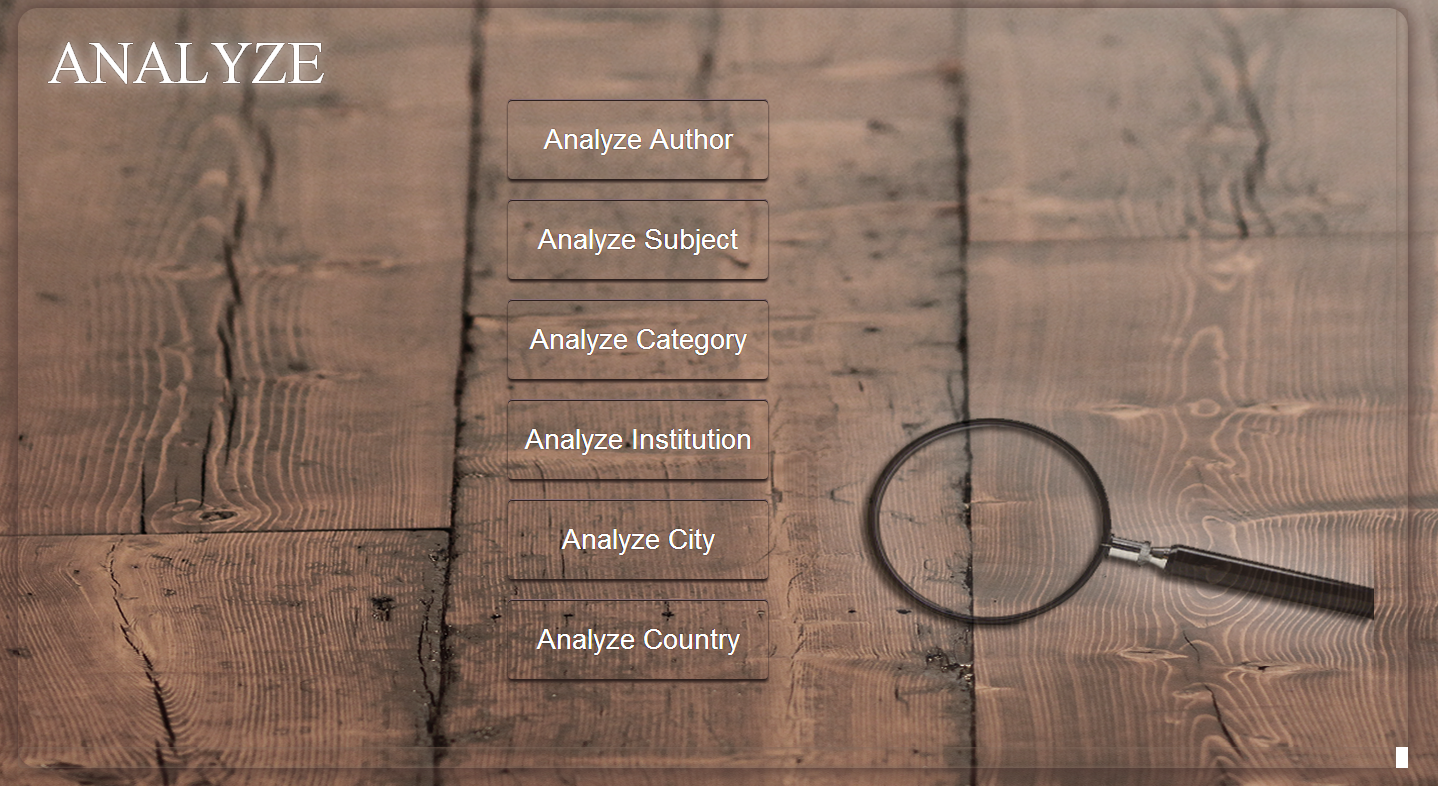 ANALYZE
Analyze Author
Analyze Subject
Analyze Category
Analyze Institution
Analyze City
Analyze Country